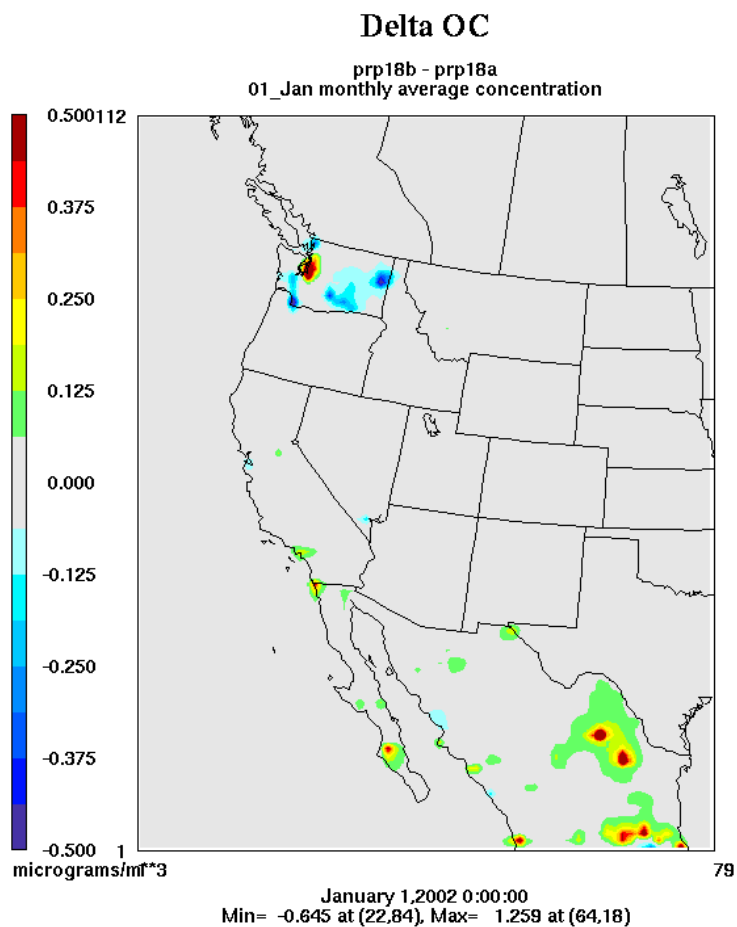 Delta OC
prp18b - prp18a
01_Jan monthly average concentration
0.500
112
0.375
0.250
0.125
0.000
-0.125
-0.250
-0.375
-0.500
1
micrograms/m**3
79
January 1,2002 0:00:00
Min= -0.645 at (22,84), Max= 1.259 at (64,18)